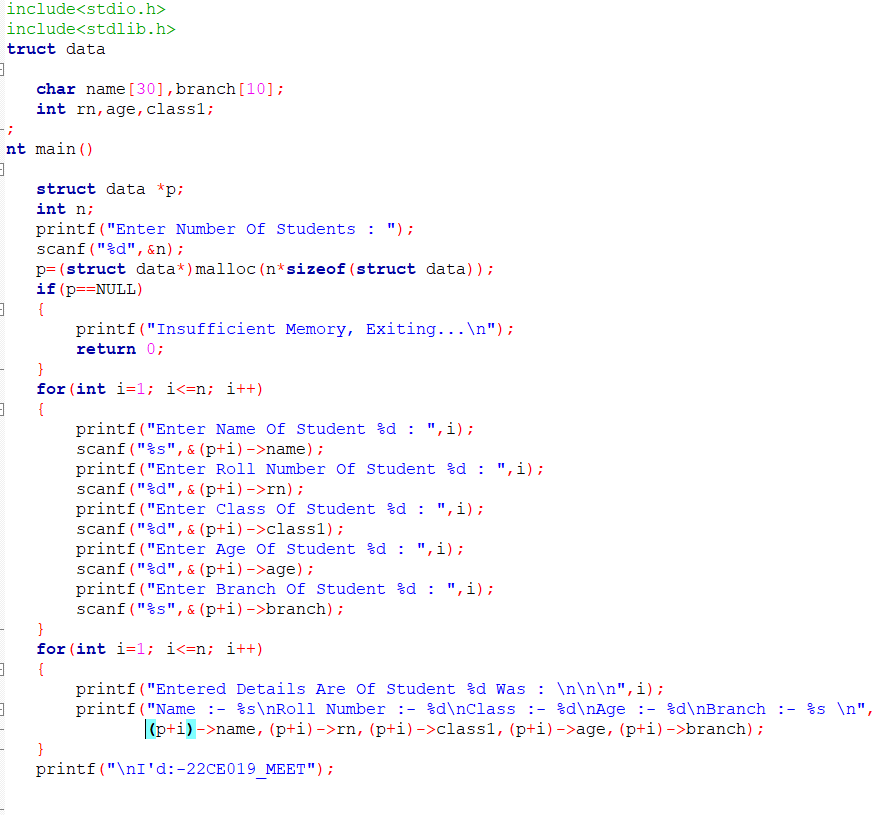 include<stdio.h>
include<stdlib.h>
truct data
char name[30],branch[10];
int rn,age,class1;
;
nt main()
struct data *p;
int n;
printf("Enter Number Of Students : ");
scanf("%d",&n);
p=(struct data*)malloc(n*sizeof(struct data));
if(p==NULL)
{
printf("Insufficient Memory, Exiting...\n");
return 0;
}
for(int i=1; i<=n; i++)
{
printf("Enter Name Of Student %d : ",i);
scanf("%s",&(p+i)->name);
printf("Enter Roll Number Of Student %d : ",i);
scanf("%d",&(p+i)->rn);
printf("Enter Class Of Student %d : ",i);
scanf("%d",&(p+i)->class1);
printf("Enter Age Of Student %d : ",i);
scanf("%d",&(p+i)->age);
printf("Enter Branch Of Student %d : ",i);
scanf("%s",&(p+i)->branch);
}
for(int i=1; i<=n; i++)
{
printf("Entered Details Are Of Student %d Was : \n\n\n",i);
printf("Name :- %s\nRoll Number :- %d\nClass :- %d\nAge :- %d\nBranch :- %s \n",
(p+i)->name,(p+i)->rn,(p+i)->class1,(p+i)->age,(p+i)->branch);
}
printf("\nI'd:-22CE019_MEET");